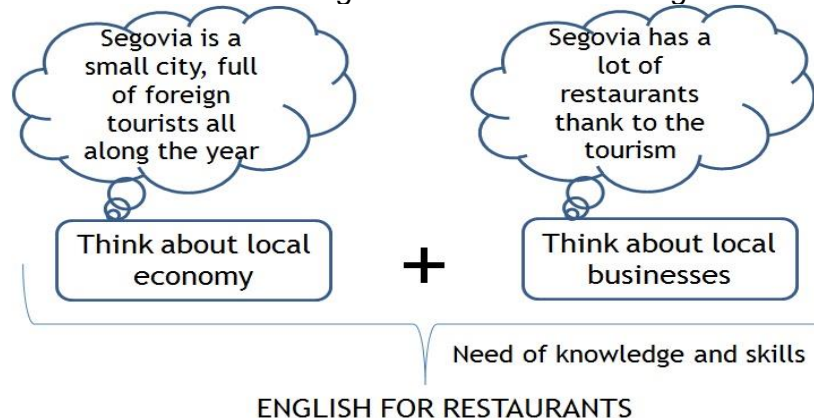 Segovia is a
small city, full
of foreign
tourists all
along the year
Segovia has a
lot of
restaurants
thank to the
tourism
Think about local
economy
+
Think about local
businesses
Need of knowledge and skills
ENGLISH FOR RESTAURANTS